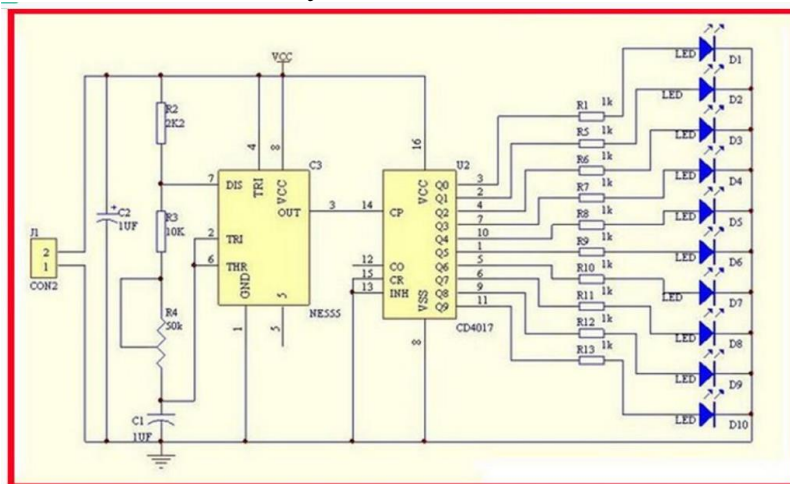 VCC
R2
2K2
C2
1UF
R3
10K
J1
2
1
CON2
R4
50k
C1
1UF
4
8
C3
7
DIS
TRI
VCC
OUT
3
2
TRI
6
THR
GND
5
NE555
1
5
16
U2
VCC
14
CP
12
CO
15
CR
13
INH
VSS
Q0
Q1
Q2
Q3
Q4
Q5
Q6
Q7
Q8
Q9
3
2
4
7
10
1
5
6
9
11
CD4017
8
R1 1k
R5 1k
R6 1k
R7 1k
R8 1k
R9 1k
R10 1k
R11 1k
R12 1k
R13
LED D1
LED D2
LED D3
LED D4
LED D5
LED D6
LED D7
LED D8
LED D9
LED D10